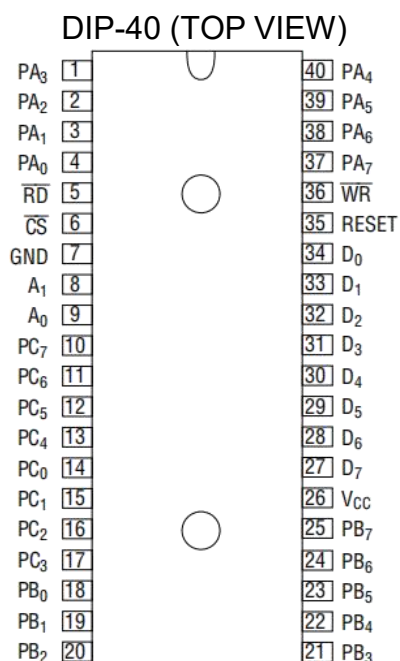 DIP-40 (TOP VIEW)
PA₃ 1 40 PA₄
PA₂ 2 39 PA₅
PA₁ 3 38 PA₆
PA₀ 4 37 PA₇
R̅D̅ 5 36 W̅R̅
C̅S̅ 6 35 RESET
GND 7 34 D₀
A₁ 8 33 D₁
A₀ 9 32 D₂
PC₇ 10 31 D₃
PC₆ 11 30 D₄
PC₅ 12 29 D₅
PC₄ 13 28 D₆
PC₀ 14 27 D₇
PC₁ 15 26 V_CC
PC₂ 16 25 PB₇
PC₃ 17 24 PB₆
PB₀ 18 23 PB₅
PB₁ 19 22 PB₄
PB₂ 20 21 PB₃